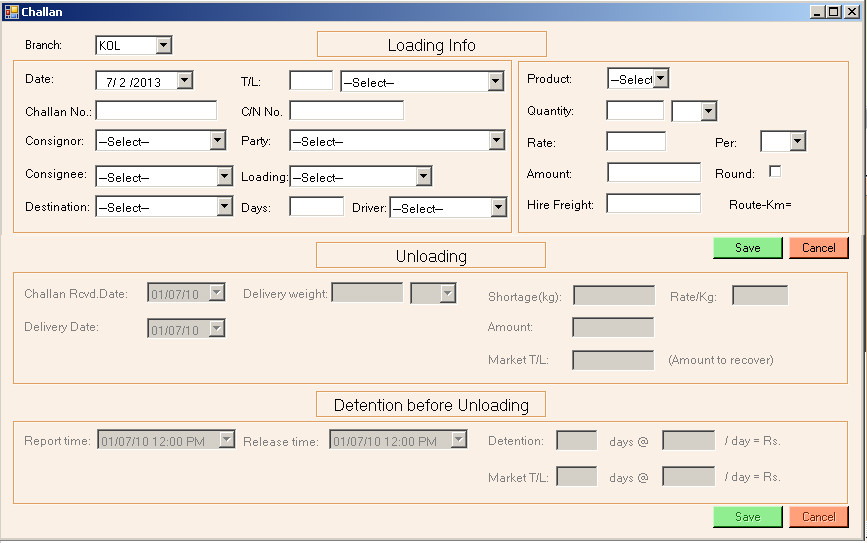 Challan
Branch: KOL
Loading Info
Date: 7/ 2 /2013 T/L: --Select--
Challan No.: C/N No.
Consignor: --Select-- Party: --Select--
Consignee: --Select-- Loading: --Select--
Destination: --Select-- Days: Driver: --Select--
Product: --Select
Quantity:
Rate: Per:
Amount: Round:
Hire Freight: Route-Km=
Save Cancel
Unloading
Challan Rcvd.Date: 01/07/10 Delivery weight:
Delivery Date: 01/07/10
Shortage(kg): Rate/Kg:
Amount:
Market T/L: (Amount to recover)
Detention before Unloading
Report time: 01/07/10 12:00 PM Release time: 01/07/10 12:00 PM Detention: days @ / day = Rs.
Market T/L: days @ / day = Rs.
Save Cancel